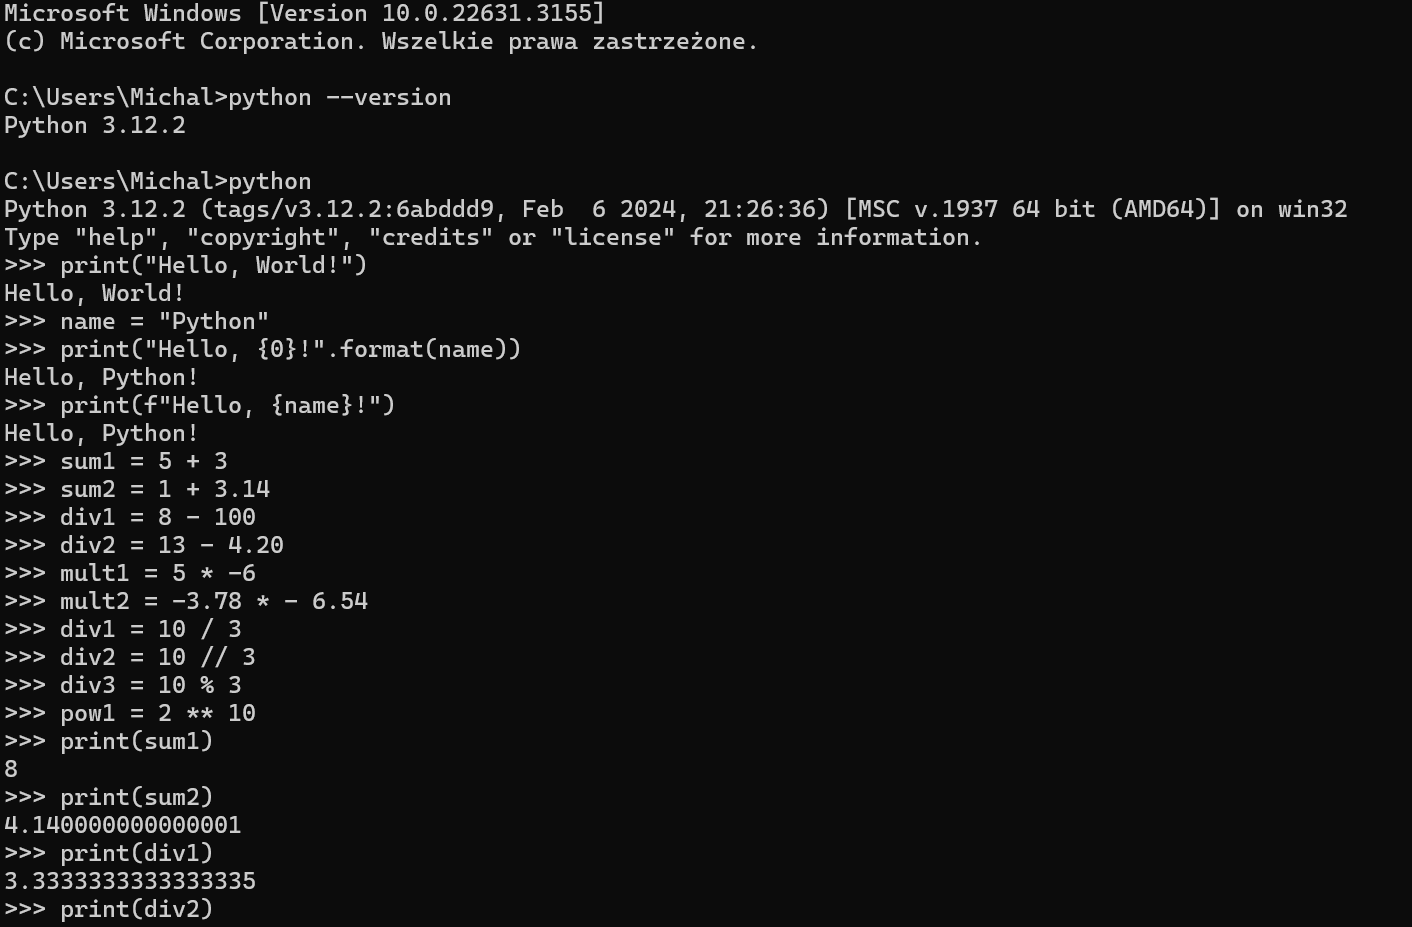 Microsoft Windows [Version 10.0.22631.3155]
(c) Microsoft Corporation. Wszelkie prawa zastrzeżone.

C:\Users\Michal>python --version
Python 3.12.2

C:\Users\Michal>python
Python 3.12.2 (tags/v3.12.2:6abddd9, Feb  6 2024, 21:26:36) [MSC v.1937 64 bit (AMD64)] on win32
Type "help", "copyright", "credits" or "license" for more information.
>>> print("Hello, World!")
Hello, World!
>>> name = "Python"
>>> print("Hello, {0}!".format(name))
Hello, Python!
>>> print(f"Hello, {name}!")
Hello, Python!
>>> sum1 = 5 + 3
>>> sum2 = 1 + 3.14
>>> div1 = 8 - 100
>>> div2 = 13 - 4.20
>>> mult1 = 5 * -6
>>> mult2 = -3.78 * - 6.54
>>> div1 = 10 / 3
>>> div2 = 10 // 3
>>> div3 = 10 % 3
>>> pow1 = 2 ** 10
>>> print(sum1)
8
>>> print(sum2)
4.140000000000001
>>> print(div1)
3.3333333333333335
>>> print(div2)